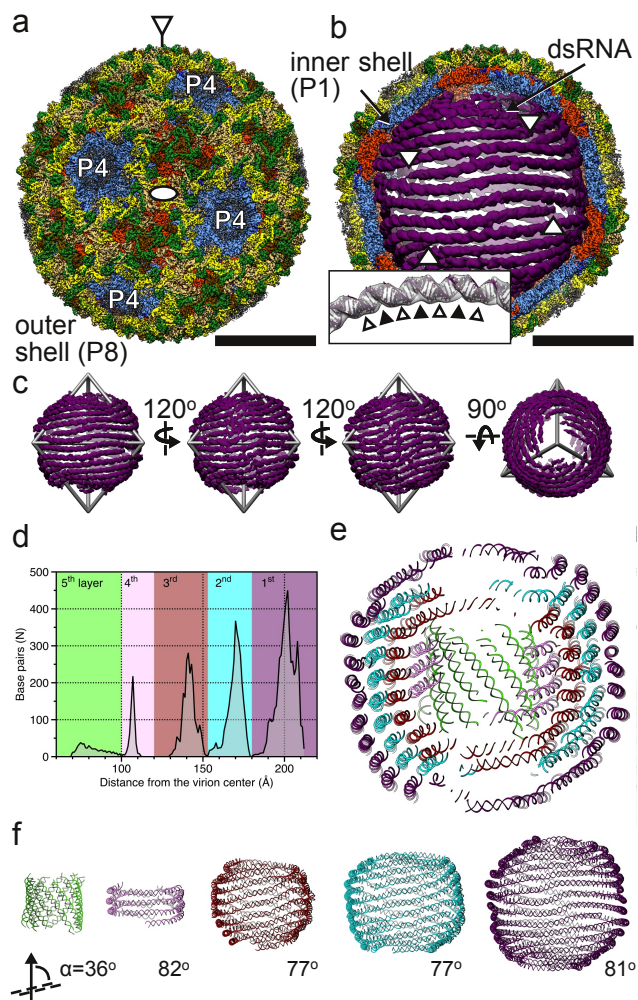 a
P4
P4
P4
P4
outer
shell (P8)
b
inner shell
(P1)
dsRNA
c
120°
120°
90°
d
5th layer
4th
3rd
2nd
1st
500
400
300
200
100
0
Base pairs (N)
100
150
200
Distance from the virion center (Å)
e
f
α=36°
82°
77°
77°
81°